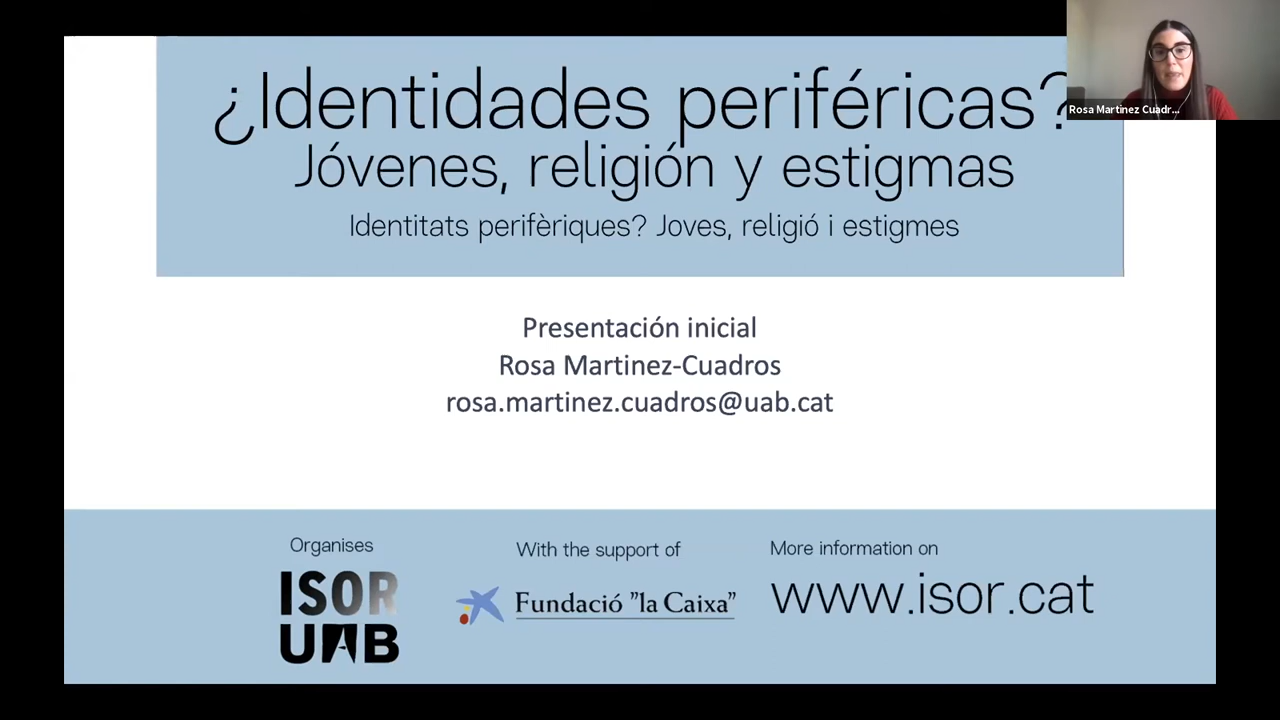 ¿Identidades periféricas?
Jóvenes, religión y estigmas
Identitats perifèriques? Joves, religió i estigmes
Rosa Martinez Cuadr...
Presentación inicial
Rosa Martinez-Cuadros
rosa.martinez.cuadros@uab.cat
Organises
ISOR
UAB
With the support of
Fundació "la Caixa"
More information on
www.isor.cat